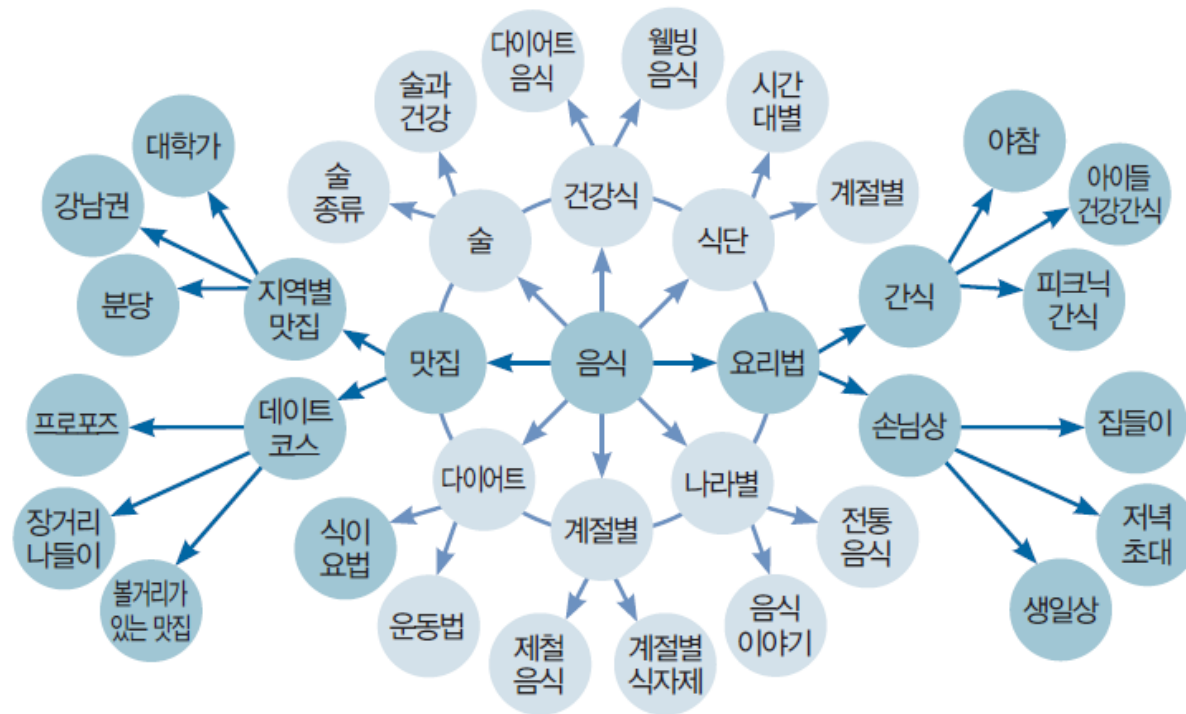 다이어트
음식
웰빙
음식
술과
건강
시간
대별
대학가
야참
술
종류
건강식
계절별
아이들
건강간식
강남권
술
식단
분당
지역별
맛집
간식
피크닉
간식
맛집
음식
요리법
프로포즈
데이트
코스
손님상
집들이
다이어트
나라별
장거리
나들이
식이
요법
계절별
전통
음식
저녁
초대
볼거리가
있는 맛집
운동법
음식
이야기
생일상
제철
음식
계절별
식자제